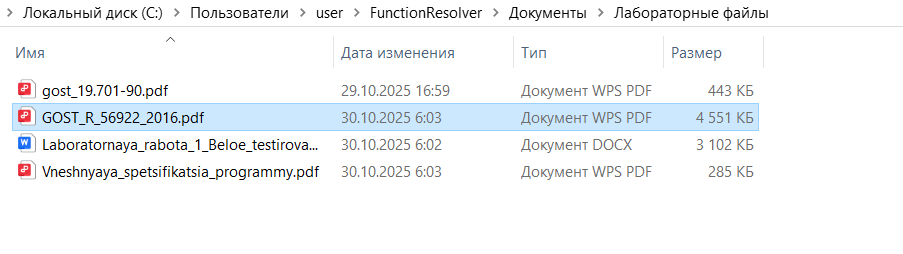 Локальный диск (C:) > Пользователи > user > FunctionResolver > Документы > Лабораторные файлы
Имя Дата изменения Тип Размер
gost_19.701-90.pdf 29.10.2025 16:59 Документ WPS PDF 443 КБ
GOST_R_56922_2016.pdf 30.10.2025 6:03 Документ WPS PDF 4 551 КБ
Laboratornaya_rabota_1_Beloe_testirova... 30.10.2025 6:02 Документ DOCX 3 102 КБ
Vneshnyaya_spetsifikatsia_programmy.pdf 30.10.2025 6:03 Документ WPS PDF 285 КБ